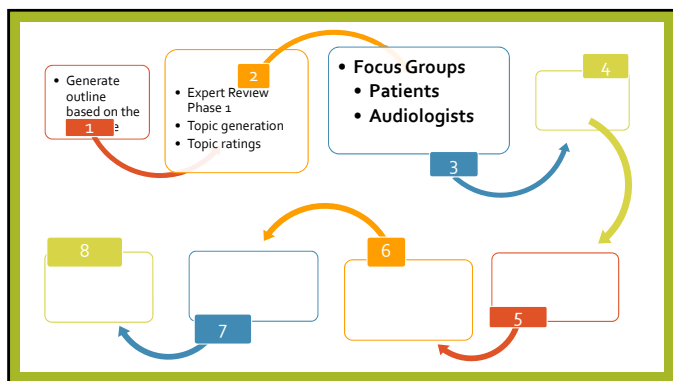 • Generate
outline
based on the
1 e
2
• Expert Review
Phase 1
• Topic generation
• Topic ratings
• Focus Groups
• Patients
• Audiologists
3
4
8
7
6
5